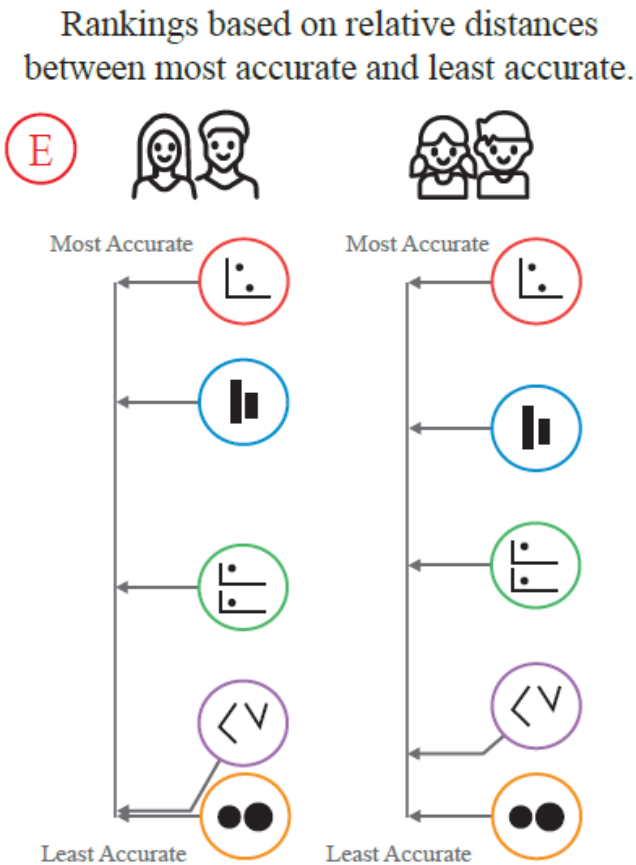 Rankings based on relative distances
between most accurate and least accurate.
E
Most Accurate
Most Accurate
Least Accurate
Least Accurate